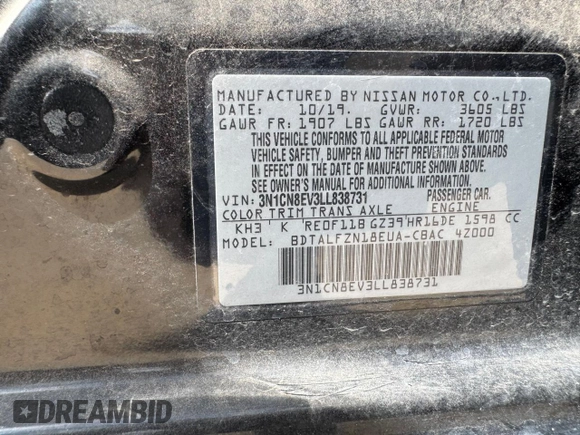 MANUFACTURED BY NISSAN MOTOR CO.,LTD.
DATE: 10/19. GVWR: 3605 LBS
GAWR FR: 1907 LBS GAWR RR: 1720 LBS
THIS VEHICLE CONFORMS TO ALL APPLICABLE FEDERAL MOTOR
VEHICLE SAFETY, BUMPER AND THEFT PREVENTION STANDARDS
IN EFFECT ON THE DATE OF MANUFACTURE SHOWN ABOVE.
SEE OWNER'S MANUAL FOR ADDITIONAL INFORMATION.
VIN: 3N1CN8EV3LL838731 PASSENGER CAR.
COLOR TRIM TRANS AXLE ENGINE
KH3 K RE0F11B GZ39 HR16DE 1598 CC
MODEL: BDTALFZN18EUA-CBAC 42000
3N1CN8EV3LL838731
DREAMBID